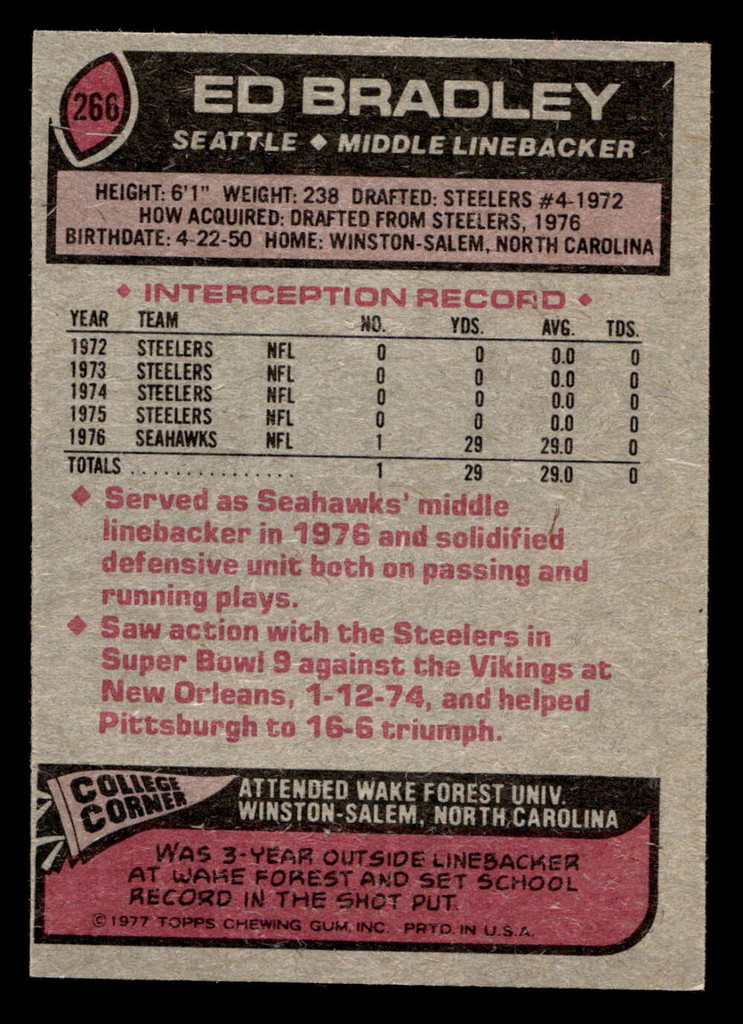 266
ED BRADLEY
SEATTLE ◆ MIDDLE LINEBACKER
HEIGHT: 6'1" WEIGHT: 238 DRAFTED: STEELERS #4-1972
HOW ACQUIRED: DRAFTED FROM STEELERS, 1976
BIRTHDATE: 4-22-50 HOME: WINSTON-SALEM, NORTH CAROLINA
◆ INTERCEPTION RECORD ◆
YEAR TEAM NO. YDS. AVG. TDS.
1972 STEELERS NFL 0 0 0.0 0
1973 STEELERS NFL 0 0 0.0 0
1974 STEELERS NFL 0 0 0.0 0
1975 STEELERS NFL 0 0 0.0 0
1976 SEAHAWKS NFL 1 29 29.0 0
TOTALS ................ 1 29 29.0 0
◆ Served as Seahawks' middle
linebacker in 1976 and solidified
defensive unit both on passing and
running plays.
◆ Saw action with the Steelers in
Super Bowl 9 against the Vikings at
New Orleans, 1-12-74, and helped
Pittsburgh to 16-6 triumph.
COLLEGE
CORNER
ATTENDED WAKE FOREST UNIV.
WINSTON-SALEM, NORTH CAROLINA
WAS 3-YEAR OUTSIDE LINEBACKER
AT WAKE FOREST AND SET SCHOOL
RECORD IN THE SHOT PUT.
©1977 TOPPS CHEWING GUM, INC. PRTD. IN U.S.A.